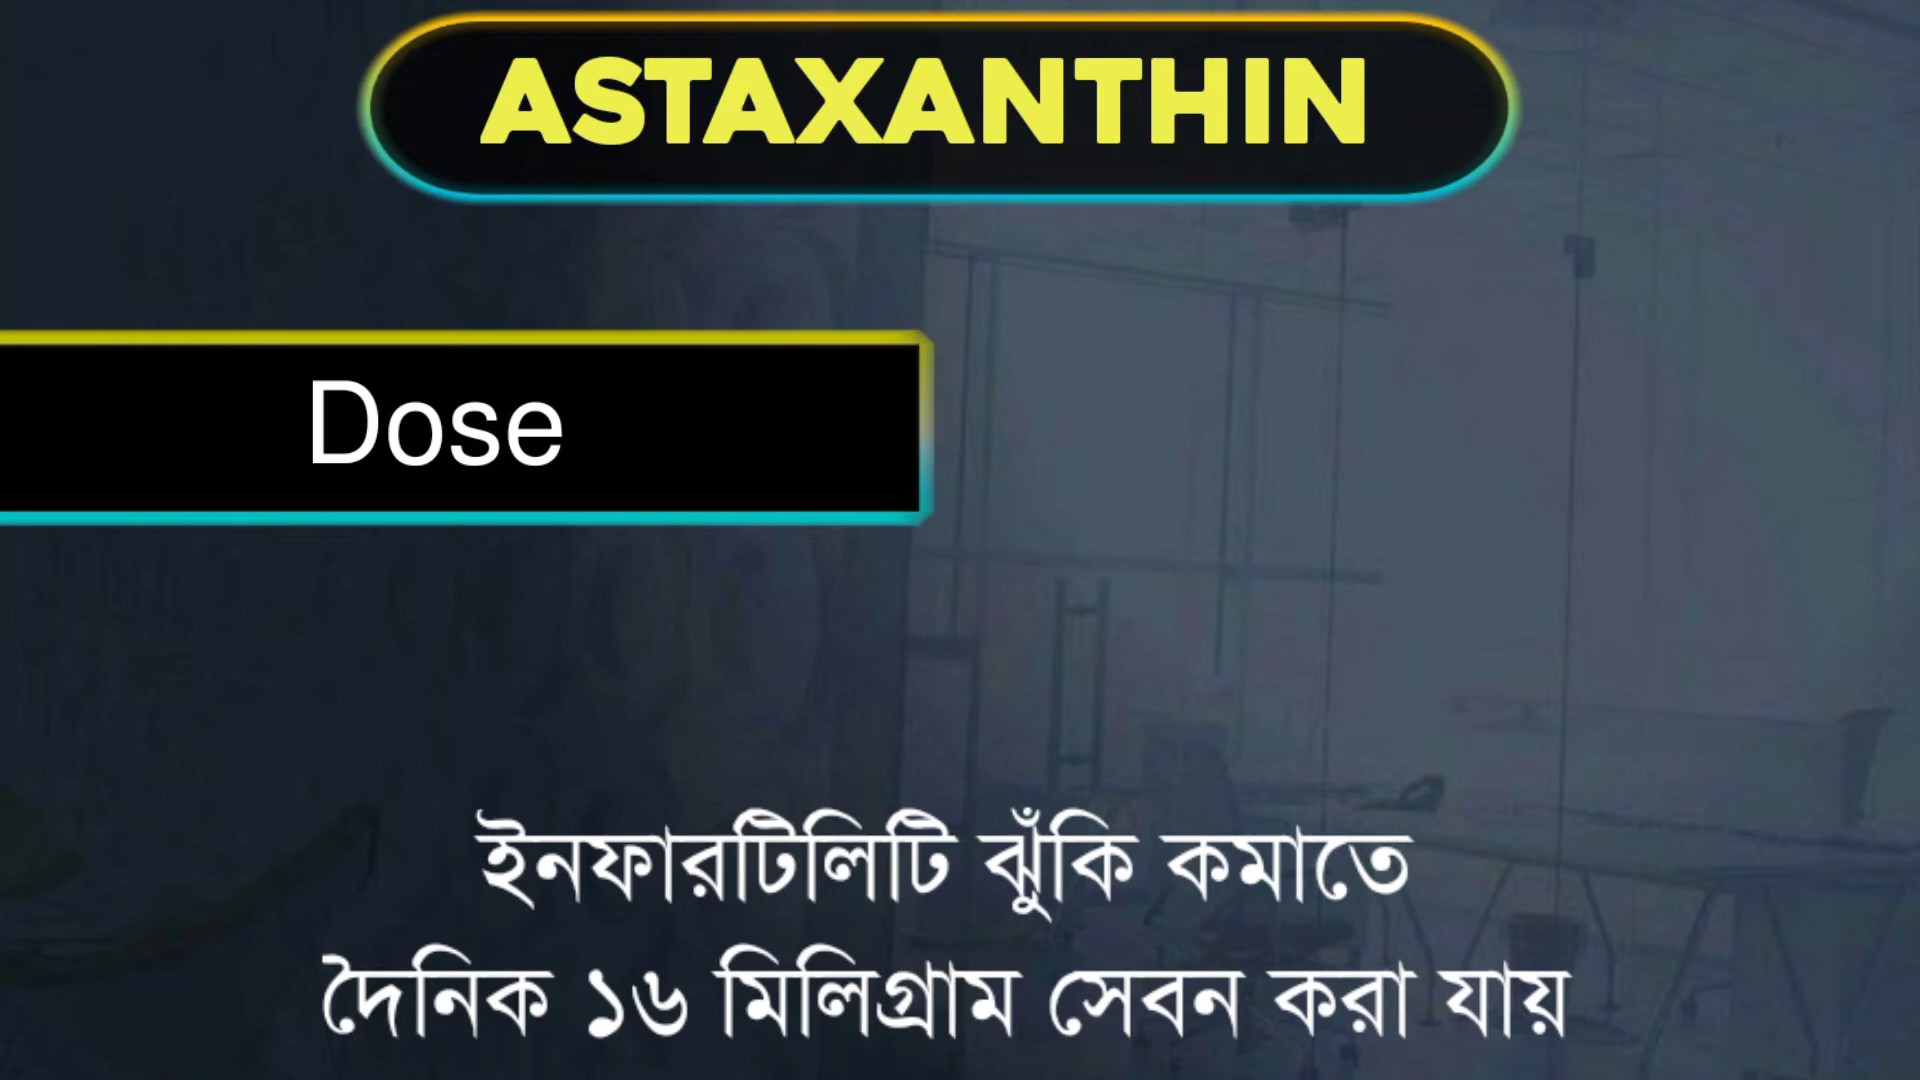 ASTAXANTHIN
Dose
ইনফারটিলিটি ঝুঁকি কমাতে
দৈনিক ১৬ মিলিগ্রাম সেবন করা যায়